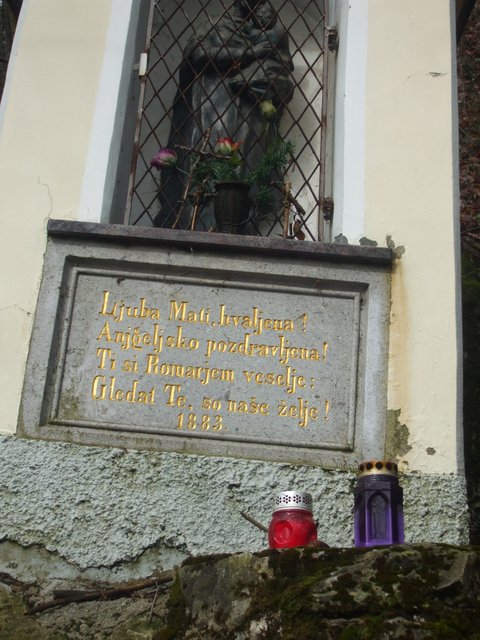 Ljuba Mati, hvaljena!
Anjgeljsko pozdravljena!
Ti si Romarjem veselje:
Gledat Te, so naše želje!
1883.